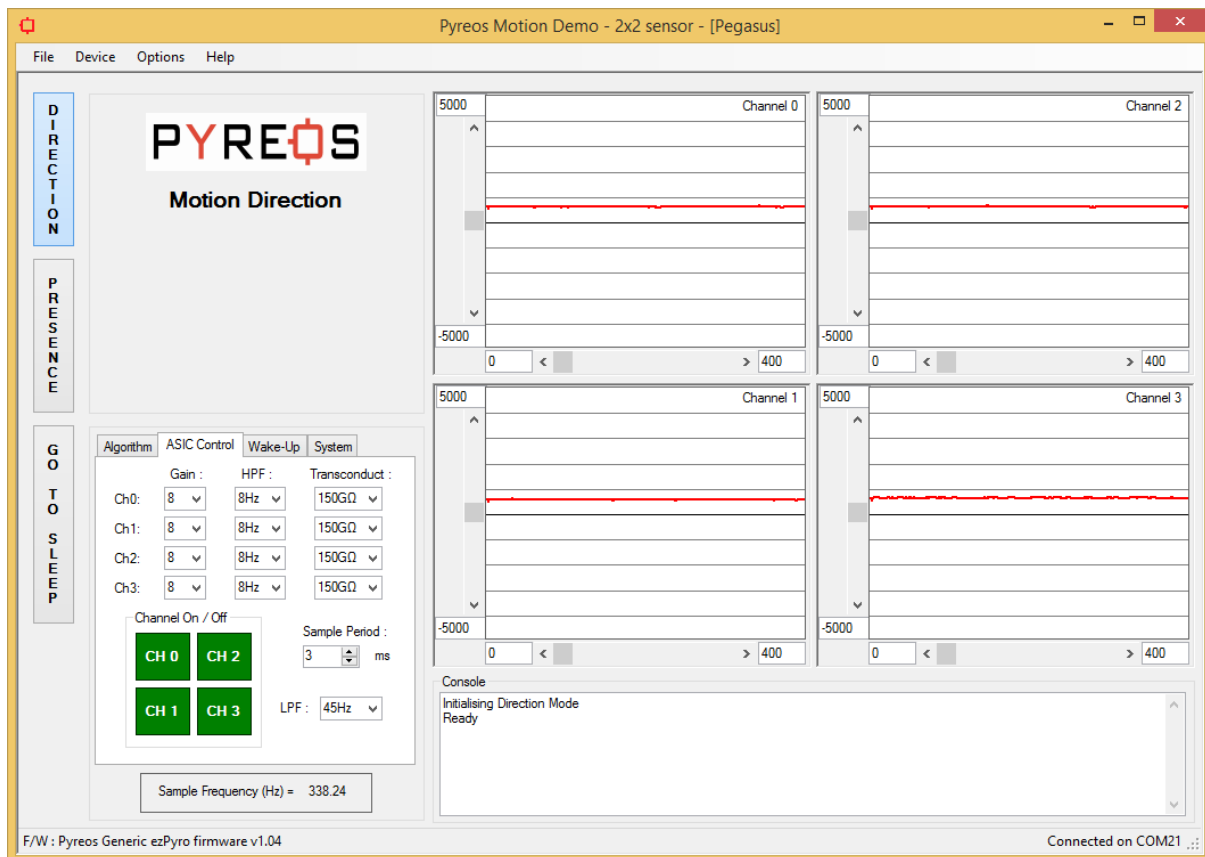 Pyreos Motion Demo - 2x2 sensor - [Pegasus]
File Device Options Help
DIRECTION
PRESENCE
GO TO SLEEP
PYREOS
Motion Direction
Algorithm ASIC Control Wake-Up System
Gain : HPF : Transconduct :
Ch0: 8 8Hz 150GΩ
Ch1: 8 8Hz 150GΩ
Ch2: 8 8Hz 150GΩ
Ch3: 8 8Hz 150GΩ
Channel On / Off
CH 0 CH 2
CH 1 CH 3
Sample Period :
3 ms
LPF : 45Hz
Sample Frequency (Hz) = 338.24
5000 Channel 0
-5000
0 400
5000 Channel 2
-5000
0 400
5000 Channel 1
-5000
0 400
5000 Channel 3
-5000
0 400
Console
Initialising Direction Mode
Ready
F/W : Pyreos Generic ezPyro firmware v1.04
Connected on COM21